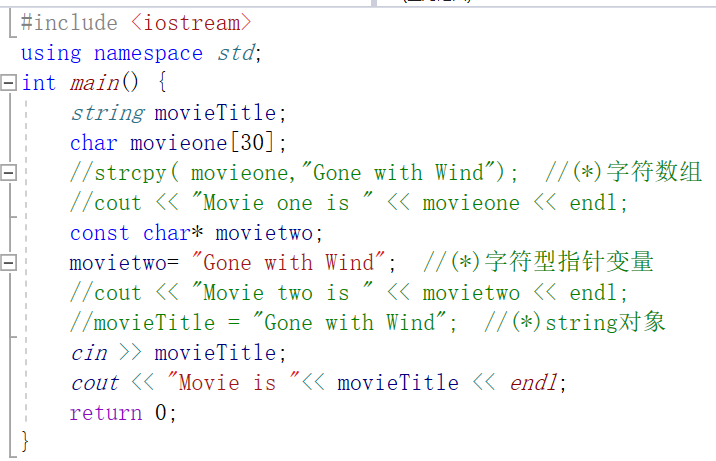 #include <iostream>
using namespace std;
int main() {
string movieTitle;
char movieone[30];
//strcpy( movieone,"Gone with Wind"); //(*)字符数组
//cout << "Movie one is " << movieone << endl;
const char* movietwo;
movietwo= "Gone with Wind"; //(*)字符型指针变量
//cout << "Movie two is " << movietwo << endl;
//movieTitle = "Gone with Wind"; //(*)string对象
cin >> movieTitle;
cout << "Movie is "<< movieTitle << endl;
return 0;
}